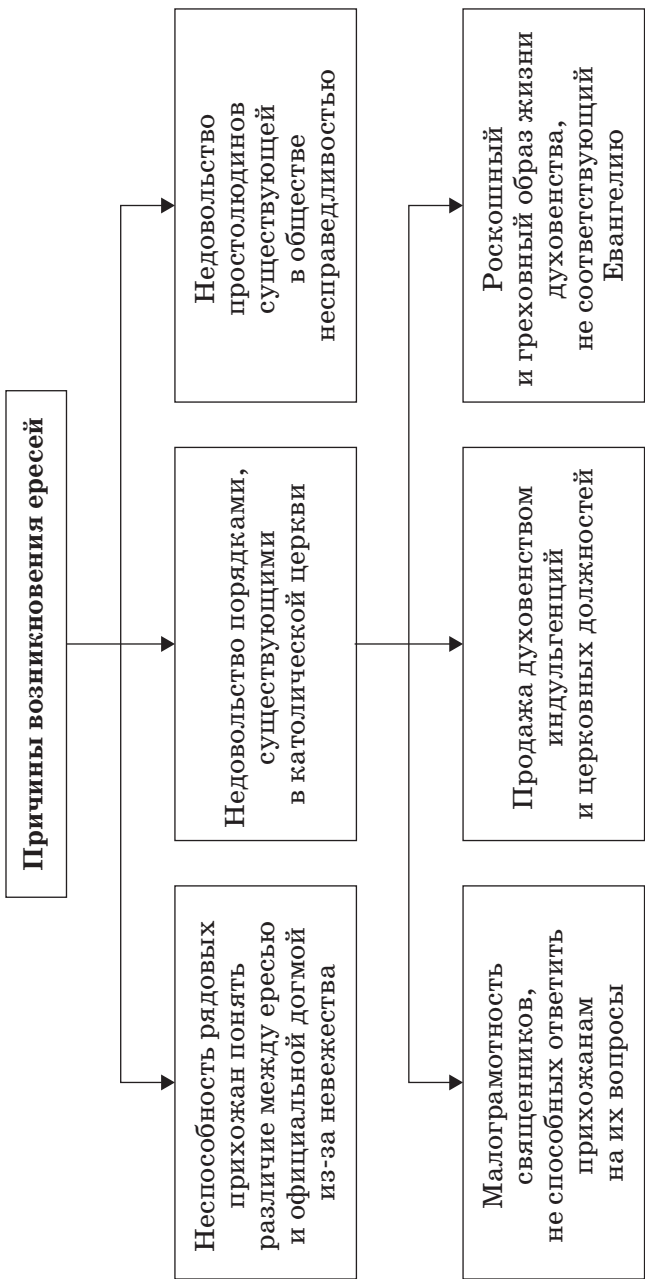 Причины возникновения ересей
Неспособность рядовых
прихожан понять
различие между ересью
и официальной догмой
из-за невежества
Недовольство порядками,
существующими
в католической церкви
Недовольство
простолюдинов
существующей
в обществе
несправедливостью
Малограмотность
священников,
не способных ответить
прихожанам
на их вопросы
Продажа духовенством
индульгенций
и церковных должностей
Роскошный
и греховный образ жизни
духовенства,
не соответствующий
Евангелию